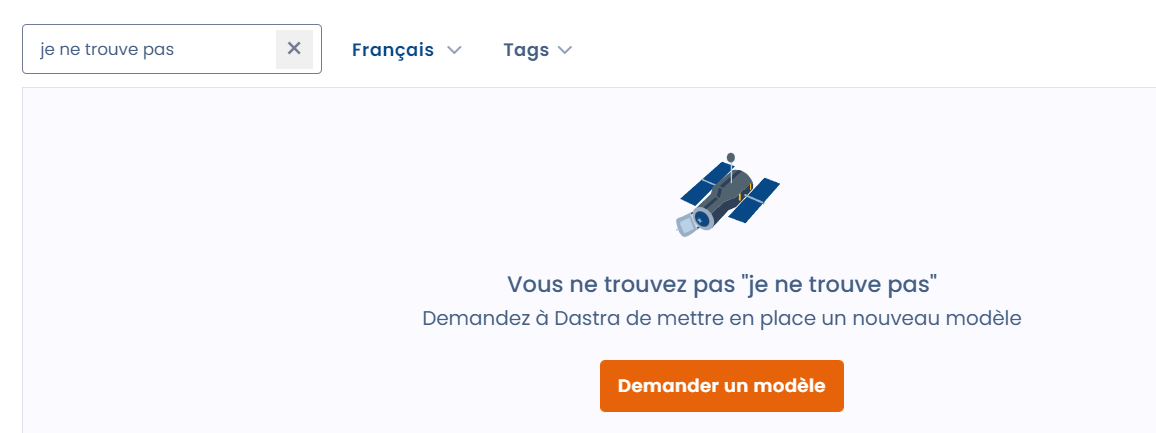 je ne trouve pas
Français
Tags
Vous ne trouvez pas "je ne trouve pas"
Demandez à Dastra de mettre en place un nouveau modèle
Demander un modèle